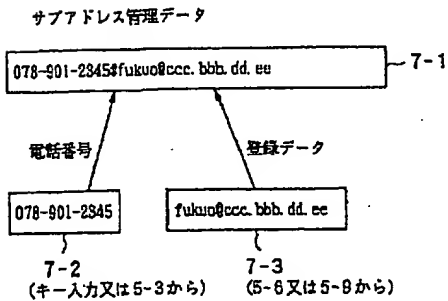 サブアドレス管理データ
078-901-2345#fukuo@ccc.bbb.dd.ee
7-1
電話番号
登録データ
078-901-2345
fukuo@ccc.bbb.dd.ee
7-2
7-3
(キー入力又は5-3から)
(5-6又は5-9から)